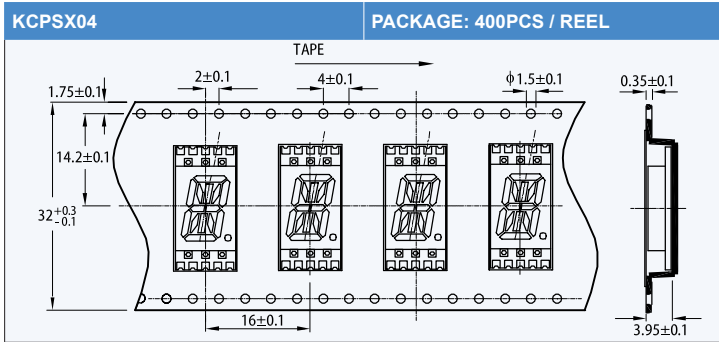 KCPSX04
PACKAGE: 400PCS / REEL
TAPE
2±0.1
4±0.1
ϕ1.5±0.1
0.35±0.1
1.75±0.1
14.2±0.1
32+0.3-0.1
16±0.1
3.95±0.1